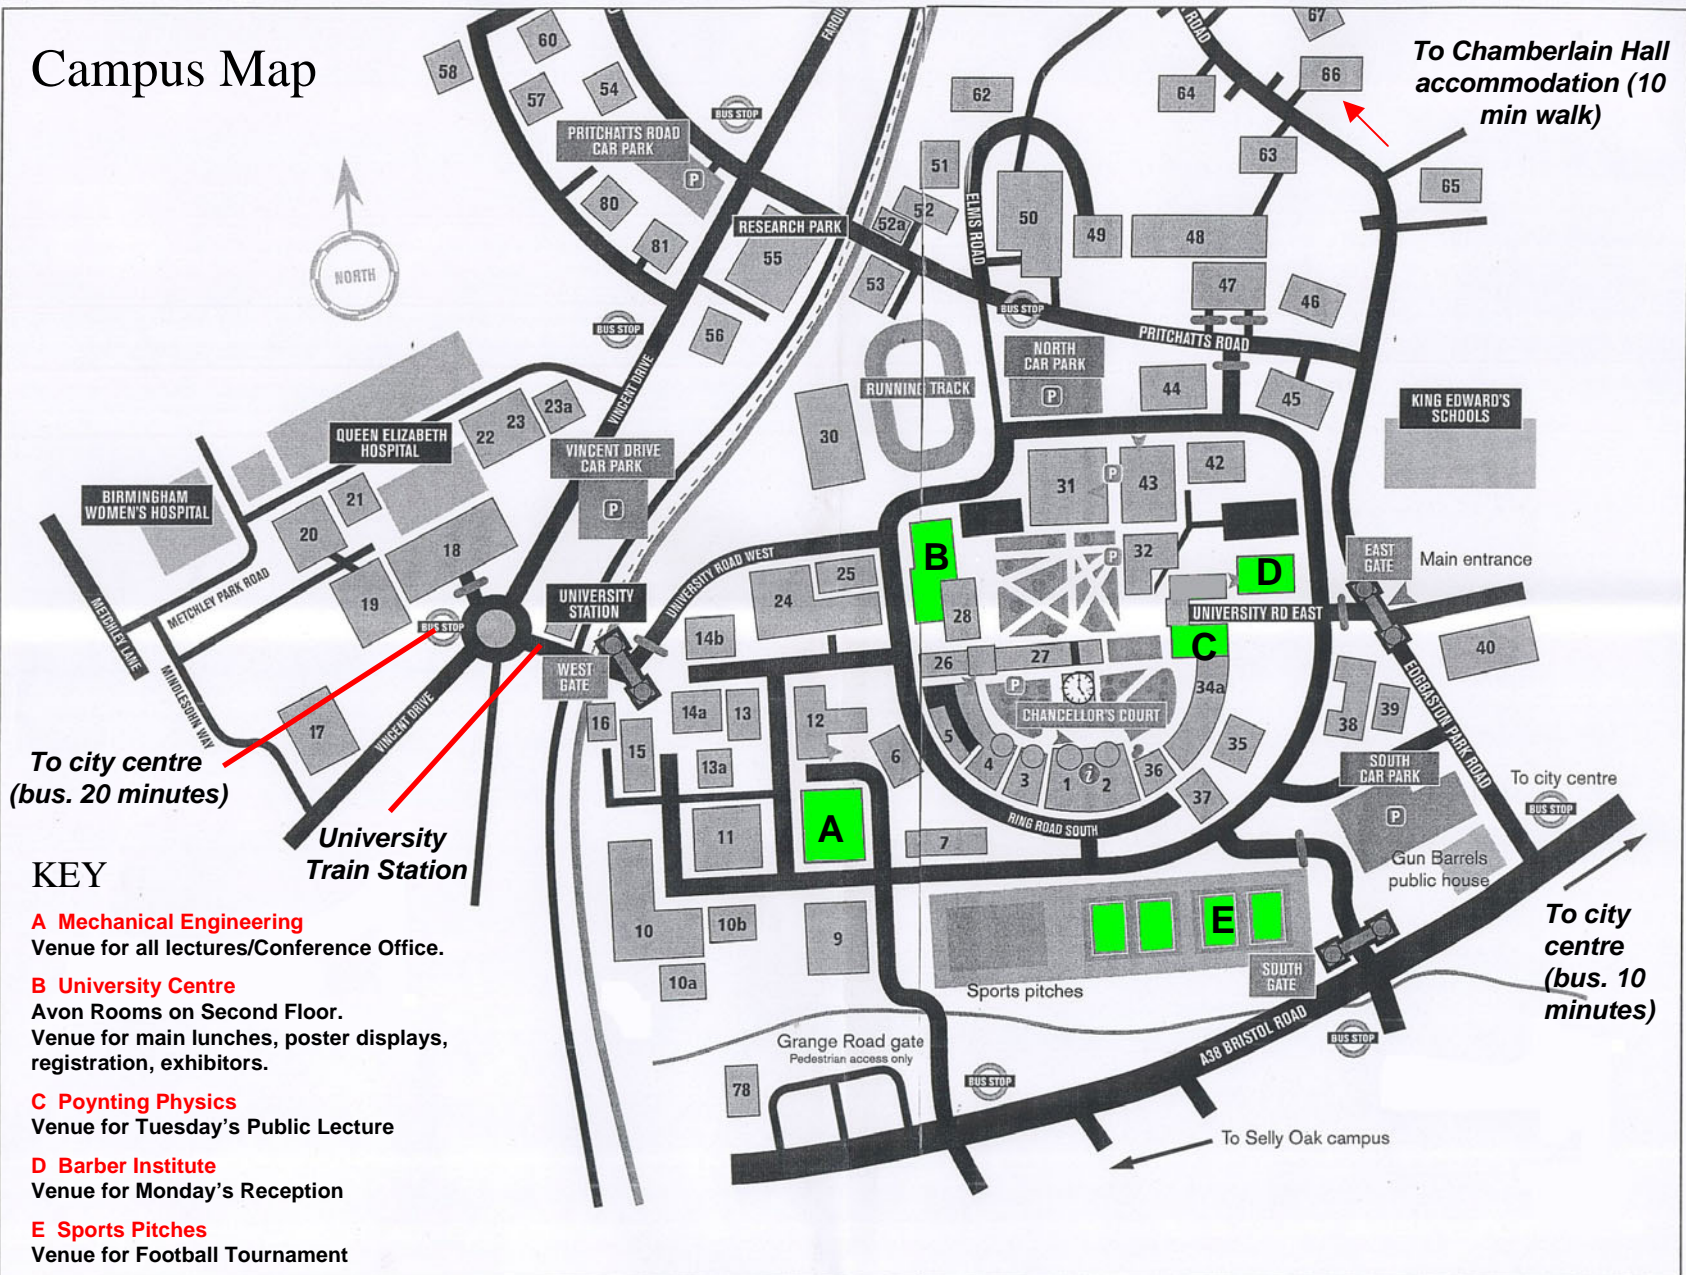 Campus Map
To Chamberlain Hall
accommodation (10
min walk)
58
60
57
54
PRITCHATTS ROAD
CAR PARK
P
BUS STOP
ROAD
67
66
62
64
63
65
51
52
52a
ELMS ROAD
50
49
48
47
46
80
81
RESEARCH PARK
55
53
56
NORTH
BUS STOP
BUS STOP
PRITCHATTS ROAD
NORTH
CAR PARK
P
44
45
RUNNING TRACK
KING EDWARD'S
SCHOOLS
VINCENT DRIVE
23a
23
22
QUEEN ELIZABETH
HOSPITAL
VINCENT DRIVE
CAR PARK
P
30
31
P
43
42
BIRMINGHAM
WOMEN'S HOSPITAL
21
20
18
19
METCHLEY PARK ROAD
METCHLEY LANE
MINDLESOHN WAY
BUS STOP
UNIVERSITY
STATION
UNIVERSITY ROAD WEST
25
24
B
28
P
32
D
EAST
GATE
Main entrance
UNIVERSITY RD EAST
C
40
WEST
GATE
14b
26
27
P
34a
CHANCELLOR'S COURT
EDGBASTON PARK ROAD
38
39
17
VINCENT DRIVE
16
15
14a
13
13a
12
6
5
4
3
1
i
2
36
35
37
SOUTH
CAR PARK
P
RING ROAD SOUTH
To city centre
BUS STOP
To city centre
(bus. 20 minutes)
University
Train Station
11
A
7
Gun Barrels
public house
10
10b
10a
9
E
Sports pitches
SOUTH
GATE
To city
centre
(bus. 10
minutes)
A38 BRISTOL ROAD
BUS STOP
Grange Road gate
Pedestrian access only
BUS STOP
78
To Selly Oak campus
KEY
A Mechanical Engineering
Venue for all lectures/Conference Office.
B University Centre
Avon Rooms on Second Floor.
Venue for main lunches, poster displays,
registration, exhibitors.
C Poynting Physics
Venue for Tuesday's Public Lecture
D Barber Institute
Venue for Monday's Reception
E Sports Pitches
Venue for Football Tournament